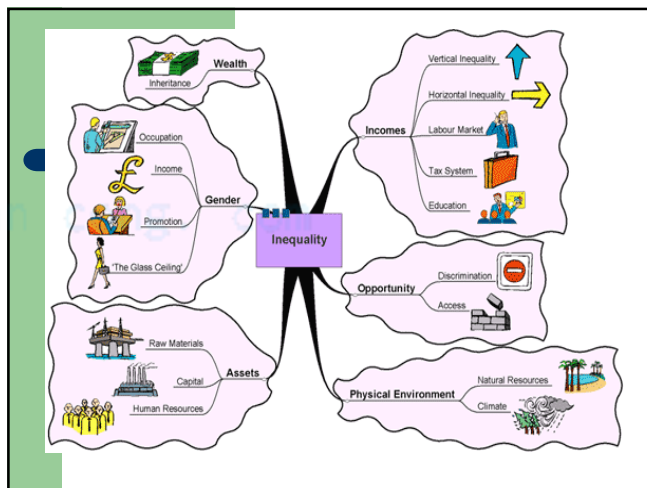 Wealth
Inheritance
Occupation
Income
Gender
Promotion
'The Glass Ceiling'
Raw Materials
Assets
Capital
Human Resources
Inequality
Vertical Inequality
Horizontal Inequality
Incomes
Labour Market
Tax System
Education
Discrimination
Opportunity
Access
Natural Resources
Physical Environment
Climate